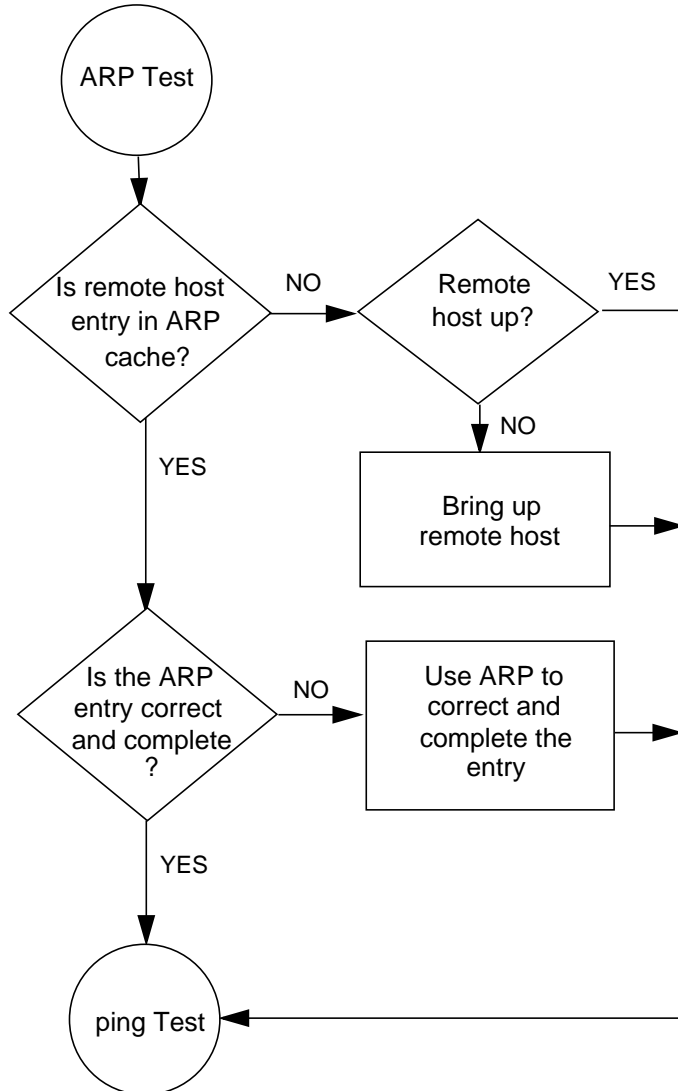 ARP Test
Is remote host
entry in ARP
cache?
NO
Remote
host up?
YES
NO
YES
Bring up
remote host
Is the ARP
entry correct
and complete
?
NO
Use ARP to
correct and
complete the
entry
YES
ping Test